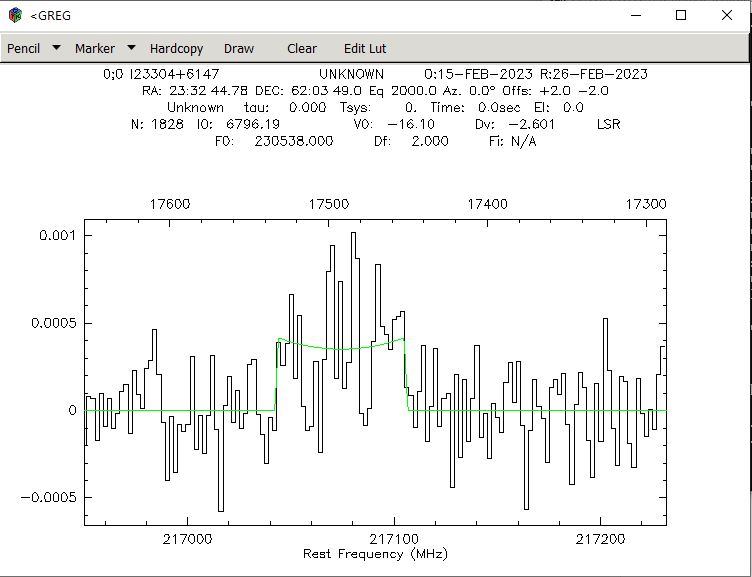 <GREG
Pencil Marker Hardcopy Draw Clear Edit Lut
0;0 I23304+6147 UNKNOWN O:15-FEB-2023 R:26-FEB-2023
RA: 23:32 44.78 DEC: 62:03 49.0 Eq 2000.0 Az. 0.0° Offs: +2.0 -2.0
Unknown tau: 0.000 Tsys: 0. Time: 0.0sec El: 0.0
N: 1828 I0: 6796.19 V0: -16.10 Dv: -2.601 LSR
F0: 230538.000 Df: 2.000 Fi: N/A
17600 17500 17400 17300
0.001
0.0005
0
-0.0005
217000 217100 217200
Rest Frequency (MHz)